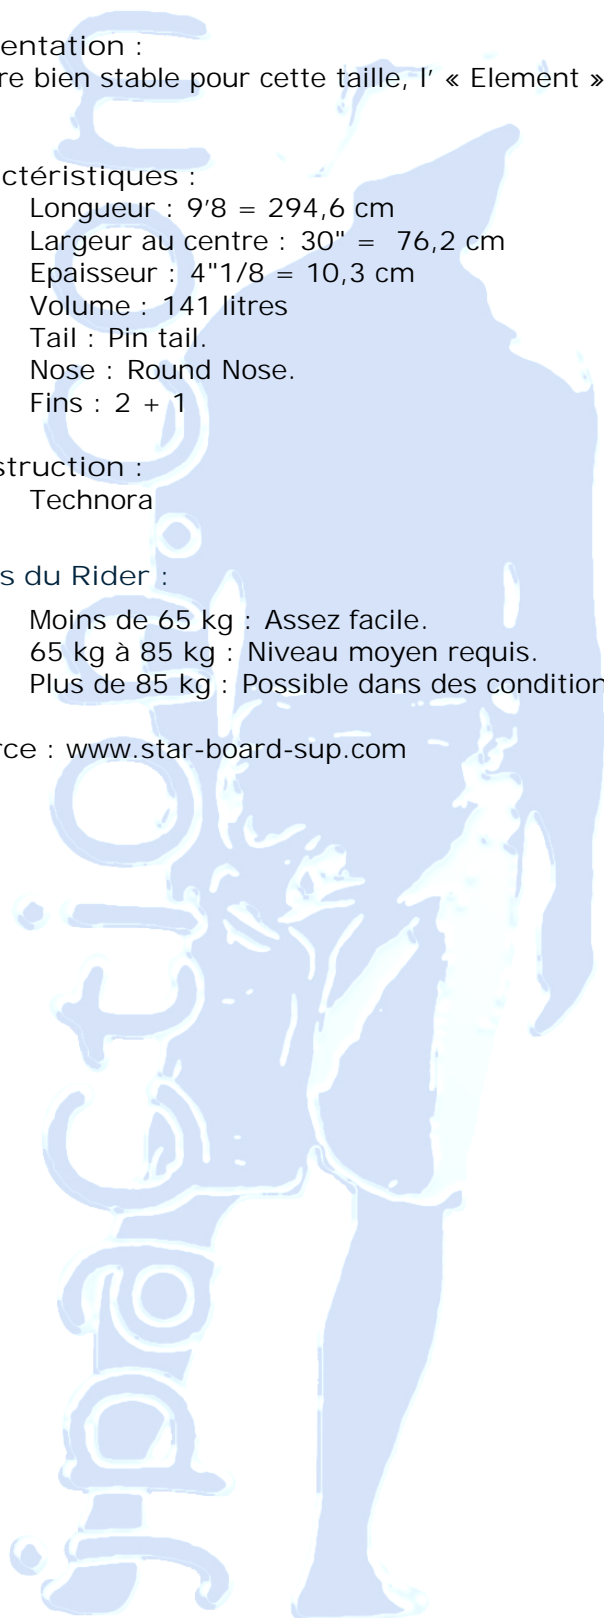 entation :
re bien stable pour cette taille, l' « Element »
ctéristiques :
Longueur : 9'8 = 294,6 cm
Largeur au centre : 30" = 76,2 cm
Epaisseur : 4"1/8 = 10,3 cm
Volume : 141 litres
Tail : Pin tail.
Nose : Round Nose.
Fins : 2 + 1
struction :
Technora
s du Rider :
Moins de 65 kg : Assez facile.
65 kg à 85 kg : Niveau moyen requis.
Plus de 85 kg : Possible dans des condition
rce : www.star-board-sup.com